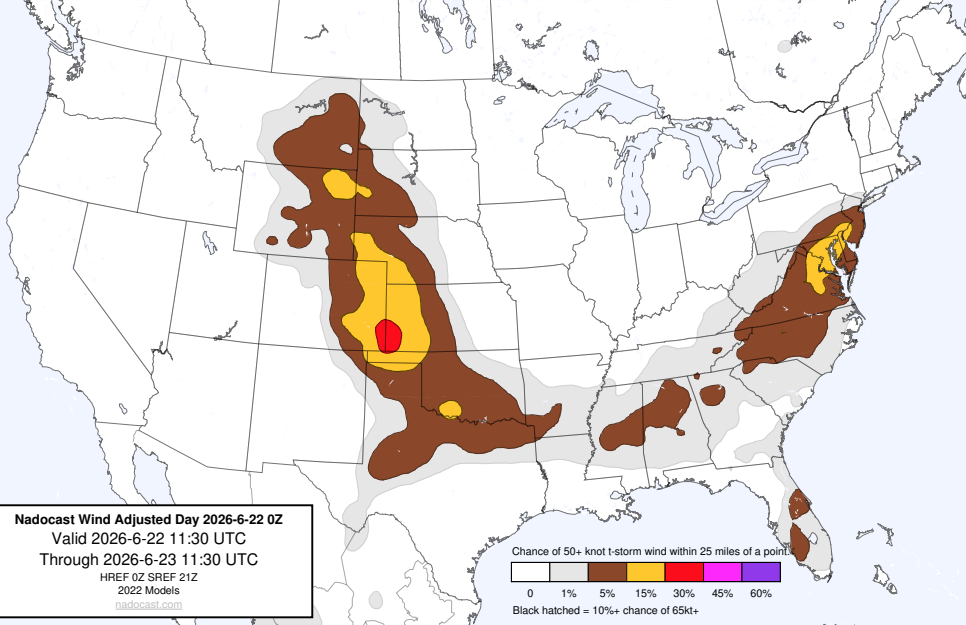 Nadocast Wind Adjusted Day 2026-6-22 0Z
Valid 2026-6-22 11:30 UTC
Through 2026-6-23 11:30 UTC
HREF 0Z SREF 21Z
2022 Models
nadocast.com
Chance of 50+ knot t-storm wind within 25 miles of a point.
0 1% 5% 15% 30% 45% 60%
Black hatched = 10%+ chance of 65kt+